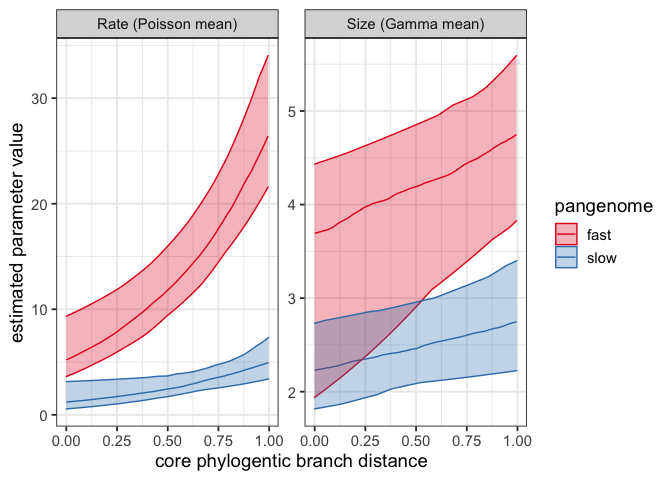 Rate (Poisson mean)
Size (Gamma mean)
estimated parameter value
30
20
10
0
5
4
3
2
0.00 0.25 0.50 0.75 1.00
0.00 0.25 0.50 0.75 1.00
core phylogentic branch distance
pangenome
fast
slow